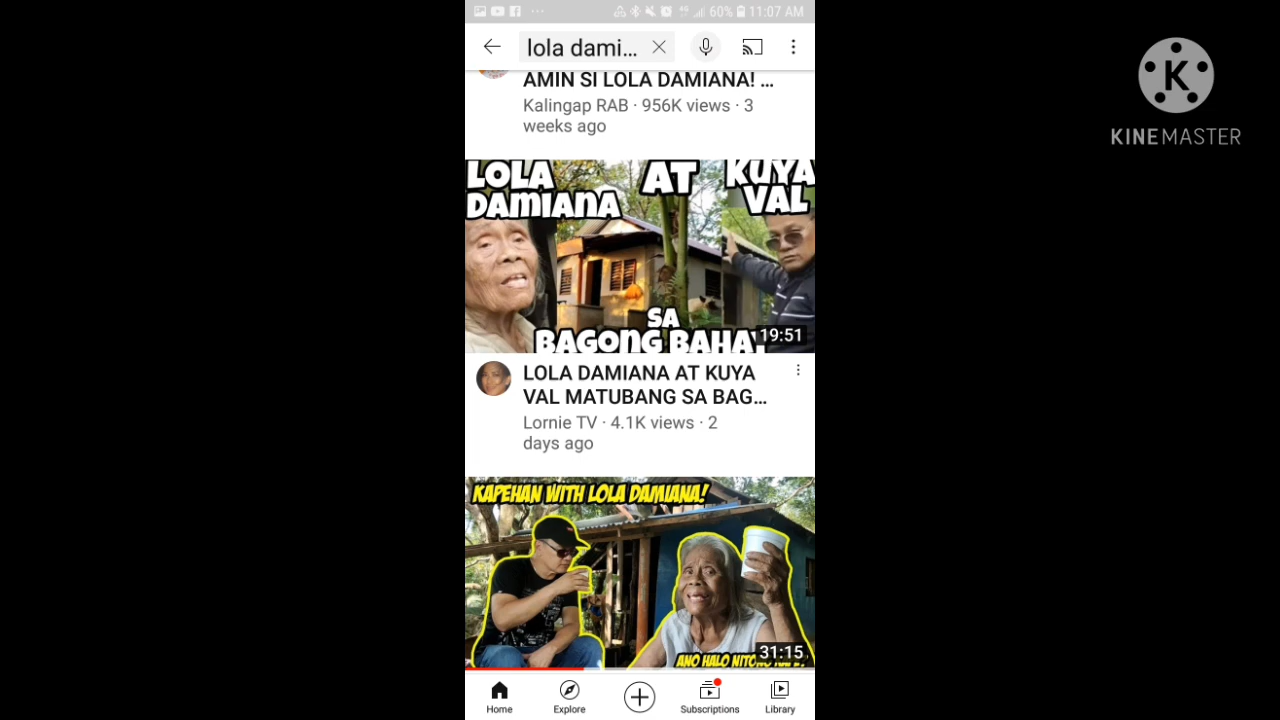 60% 11:07 AM
lola dami...
AMIN SI LOLA DAMIANA! ...
Kalingap RAB · 956K views · 3
weeks ago
LOLA DAMIANA AT KUYA VAL
SA
BAGONG BAHAY
19:51
LOLA DAMIANA AT KUYA
VAL MATUBANG SA BAG...
Lornie TV · 4.1K views · 2
days ago
KAPEHAN WITH LOLA DAMIANA!
ANO HALO NITONG
31:15
Home
Explore
Subscriptions
Library
K
KINEMASTER